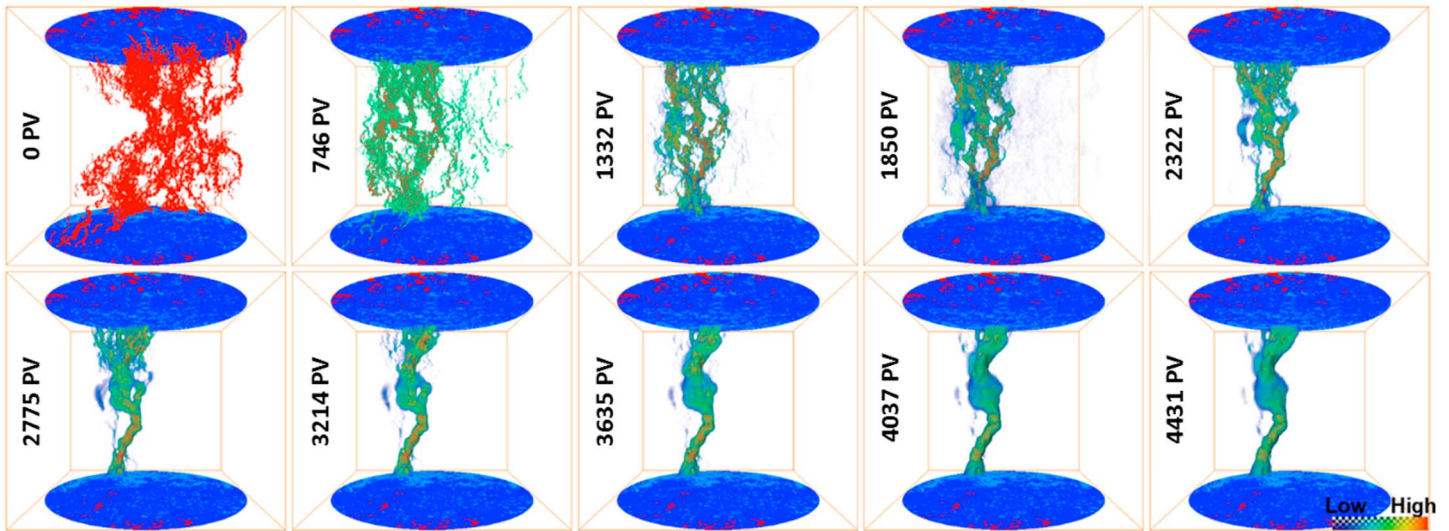 0 PV
746 PV
1332 PV
1850 PV
2322 PV
2775 PV
3214 PV
3635 PV
4037 PV
4431 PV
Low High